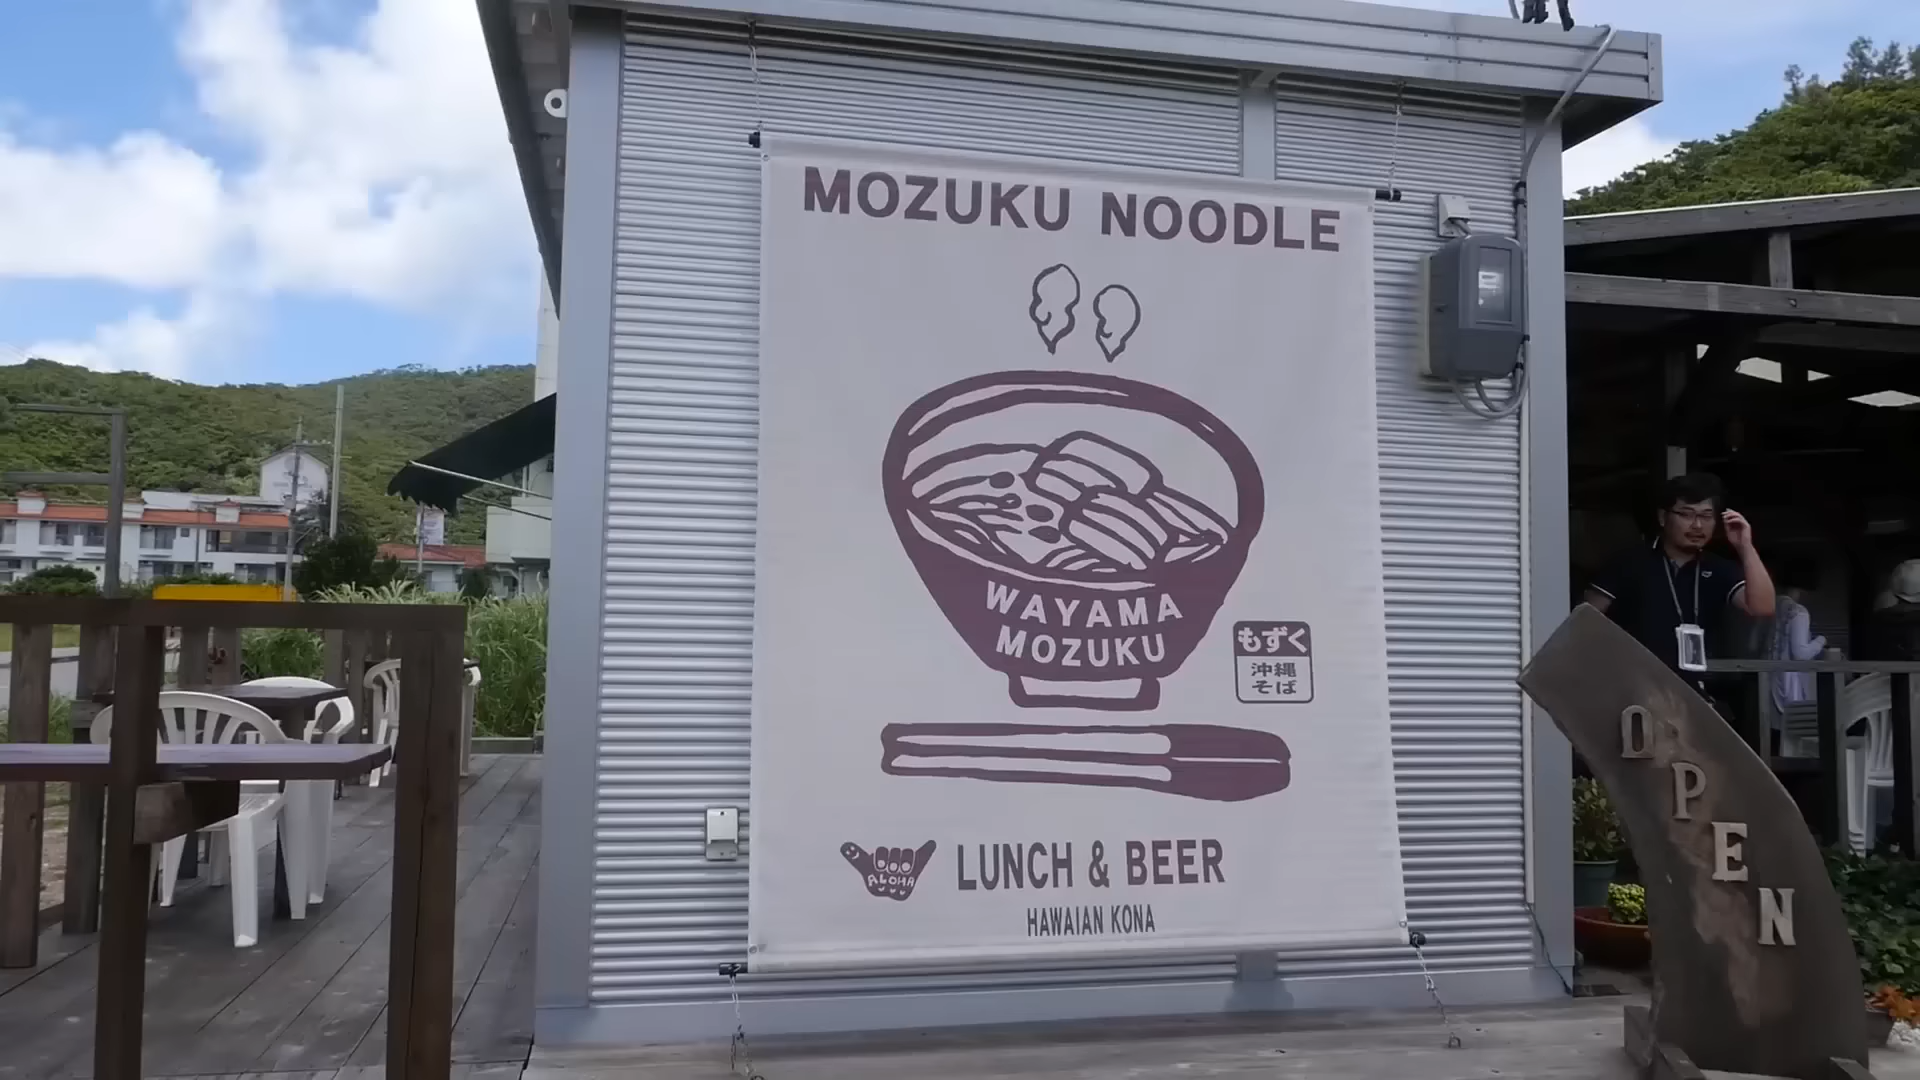 MOZUKU NOODLE
WAYAMA
MOZUKU
もずく
沖縄
そば
ALOHA
LUNCH & BEER
HAWAIAN KONA
OPEN